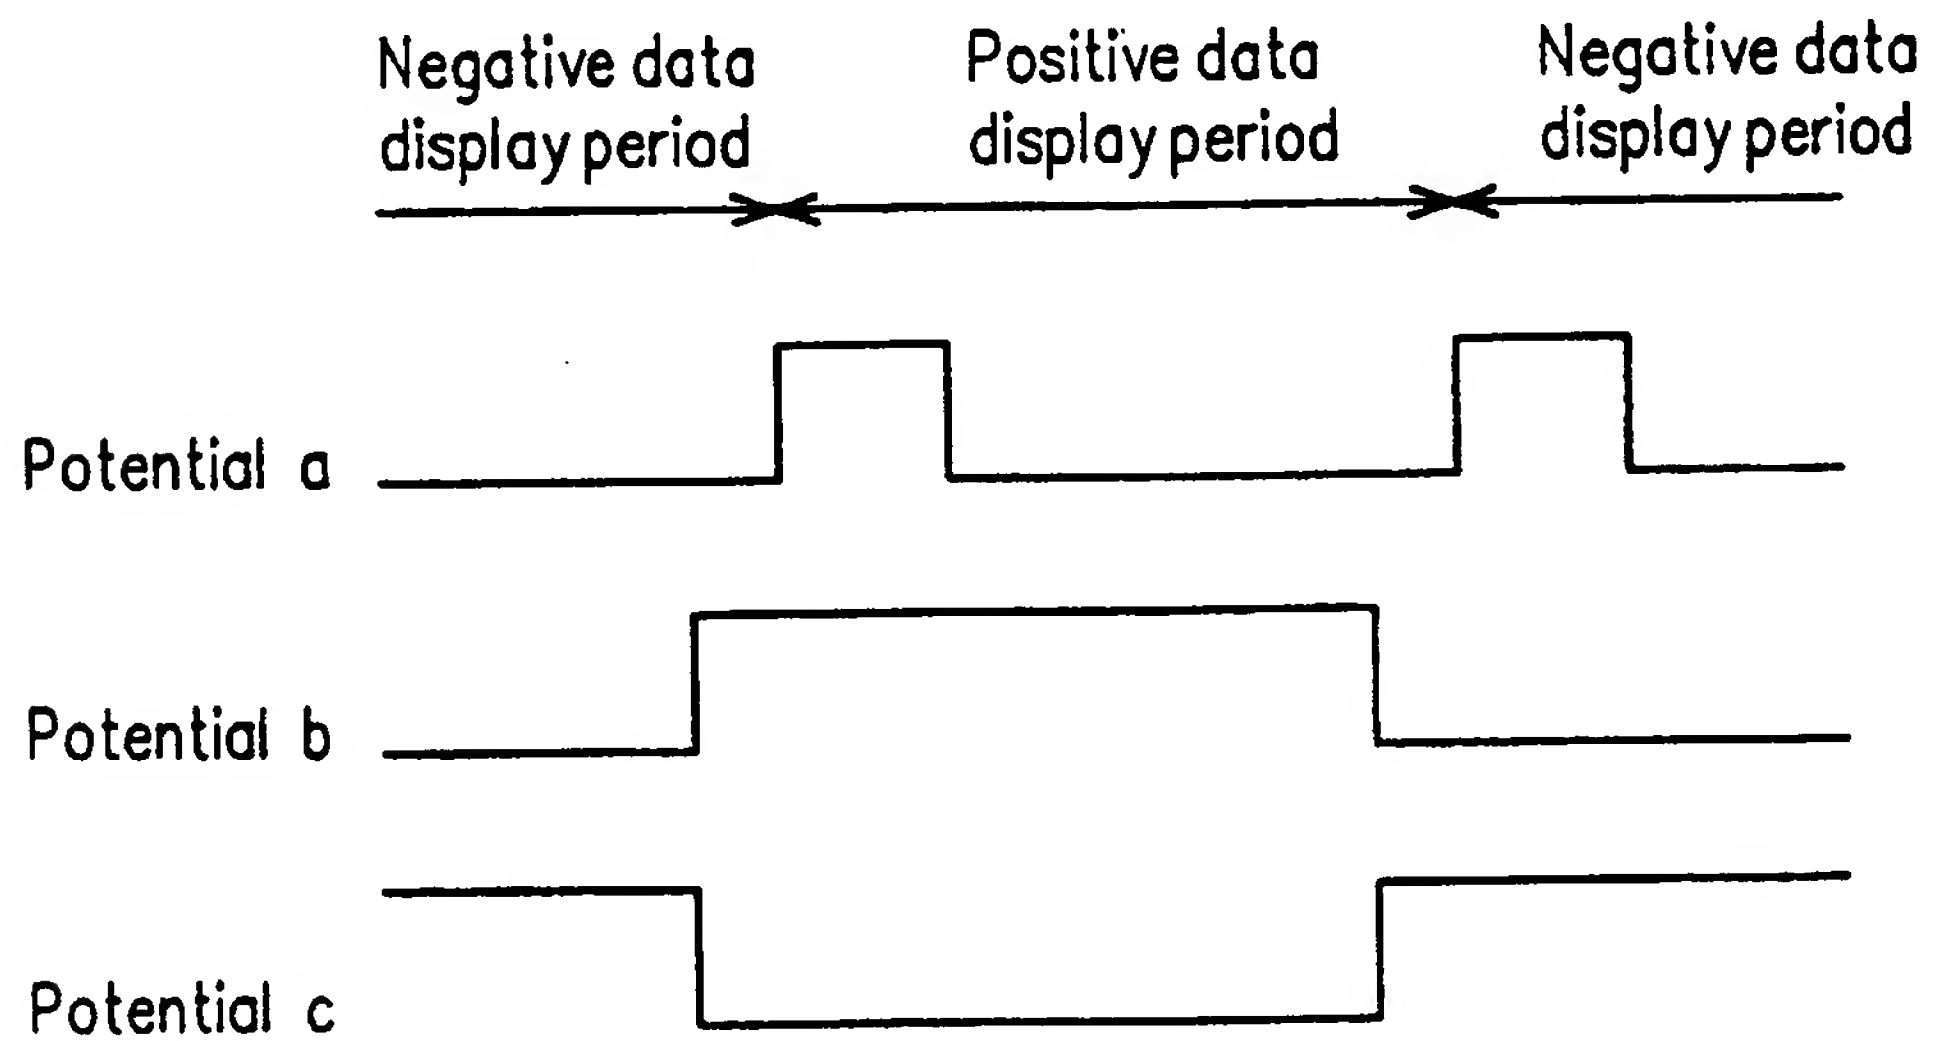 Negative data
display period
Positive data
display period
Negative data
display period
Potential a
Potential b
Potential c